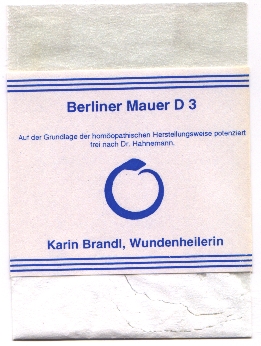 Berliner Mauer D 3
Auf der Grundlage der homöopathischen Herstellungsweise potenziert
frei nach Dr. Hahnemann.
Karin Brandl, Wundenheilerin